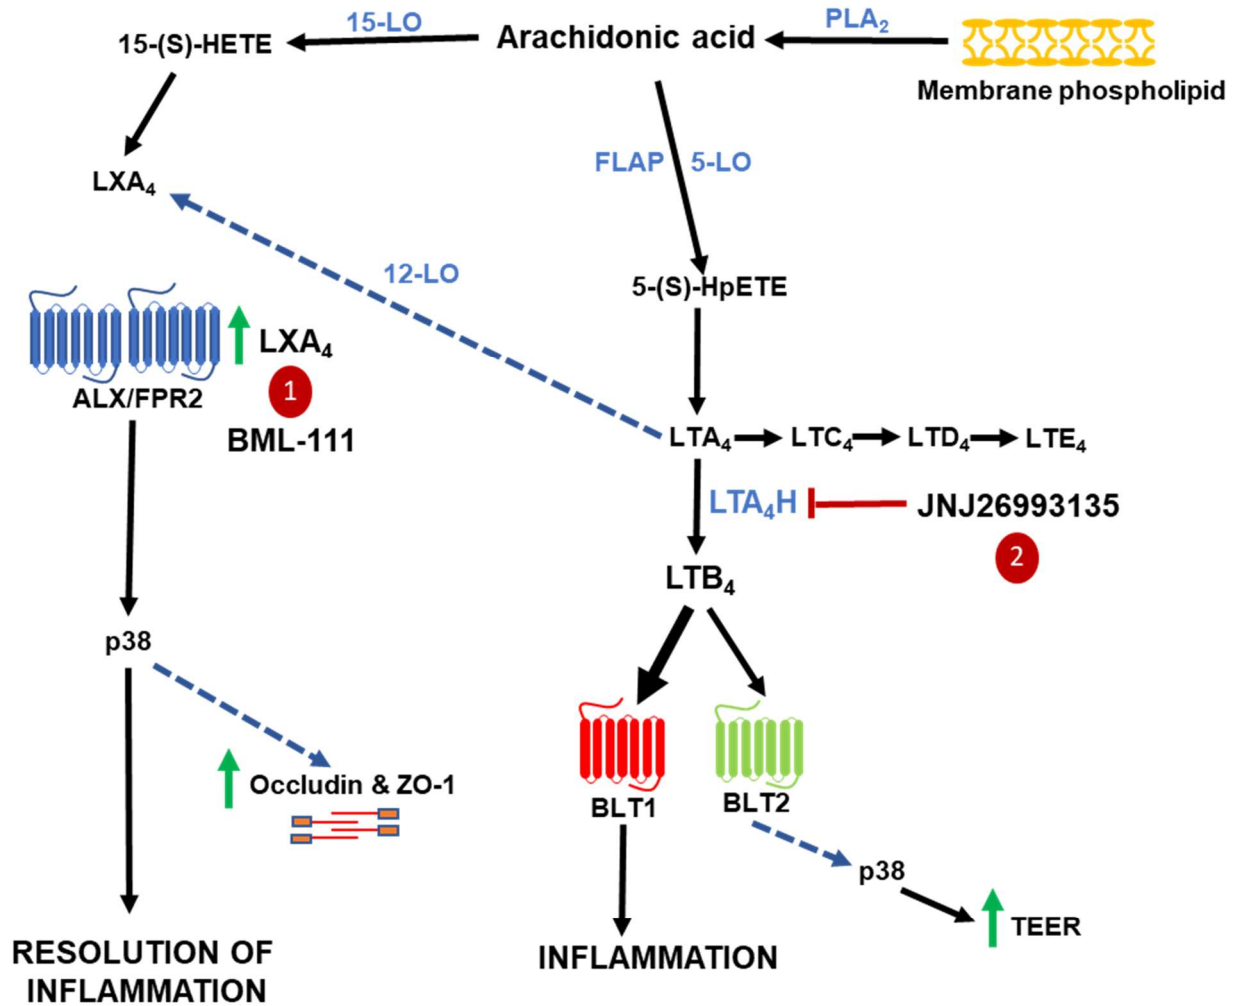 15-(S)-HETE
15-LO
Arachidonic acid
PLA₂
Membrane phospholipid
FLAP
5-LO
LXA₄
12-LO
5-(S)-HpETE
LXA₄
1
BML-111
ALX/FPR2
LTA₄
LTC₄
LTD₄
LTE₄
LTA₄H
JNJ26993135
2
LTB₄
p38
Occludin & ZO-1
BLT1
BLT2
p38
TEER
RESOLUTION OF
INFLAMMATION
INFLAMMATION